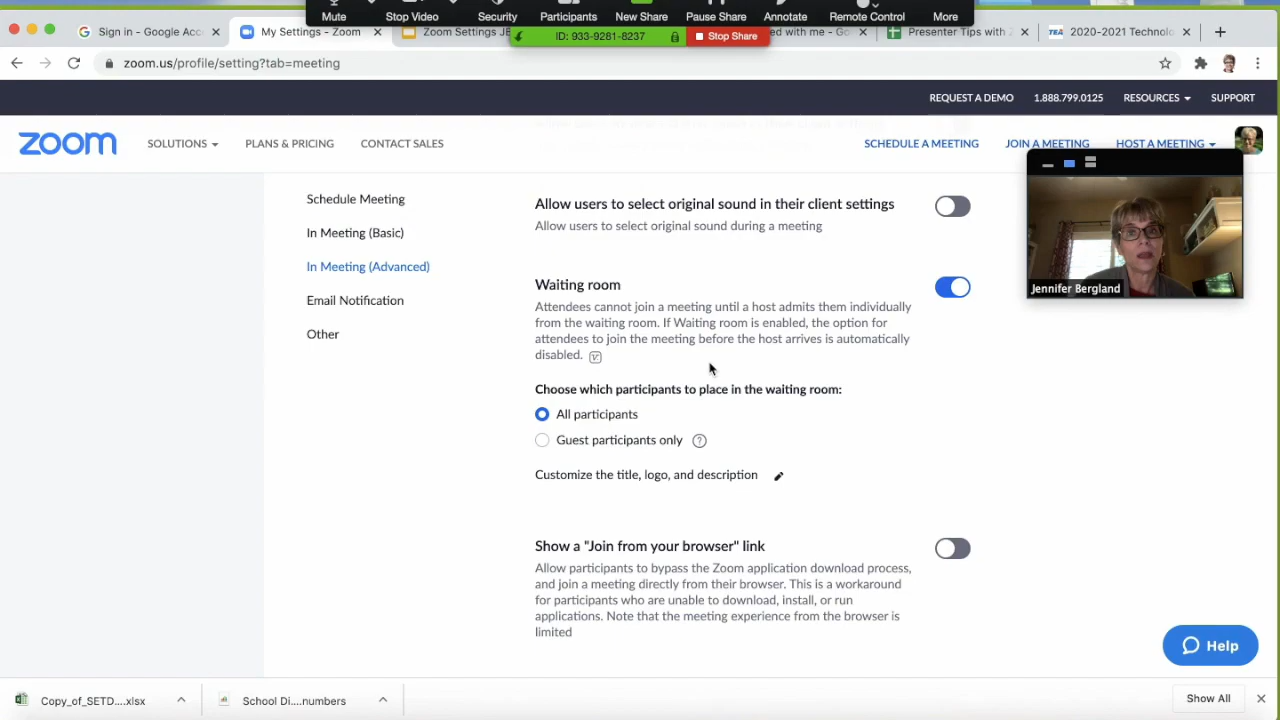 Mute
Stop Video
Security
Participants
New Share
Pause Share
Annotate
Remote Control
More
ID: 933-9281-8237
Stop Share
Sign in - Google Acc
My Settings - Zoom
Zoom Settings JE
ed with me - Go
Presenter Tips with Z
TEA
2020-2021 Technolo
zoom.us/profile/setting?tab=meeting
REQUEST A DEMO
1.888.799.0125
RESOURCES
SUPPORT
zoom
SOLUTIONS
PLANS & PRICING
CONTACT SALES
SCHEDULE A MEETING
JOIN A MEETING
HOST A MEETING
Schedule Meeting
In Meeting (Basic)
In Meeting (Advanced)
Email Notification
Other
Allow users to select original sound in their client settings
Allow users to select original sound during a meeting
Waiting room
Attendees cannot join a meeting until a host admits them individually
from the waiting room. If Waiting room is enabled, the option for
attendees to join the meeting before the host arrives is automatically
disabled.
Choose which participants to place in the waiting room:
All participants
Guest participants only
Customize the title, logo, and description
Show a "Join from your browser" link
Allow participants to bypass the Zoom application download process,
and join a meeting directly from their browser. This is a workaround
for participants who are unable to download, install, or run
applications. Note that the meeting experience from the browser is
limited
Jennifer Bergland
Help
Copy_of_SETD....xlsx
School Di....numbers
Show All